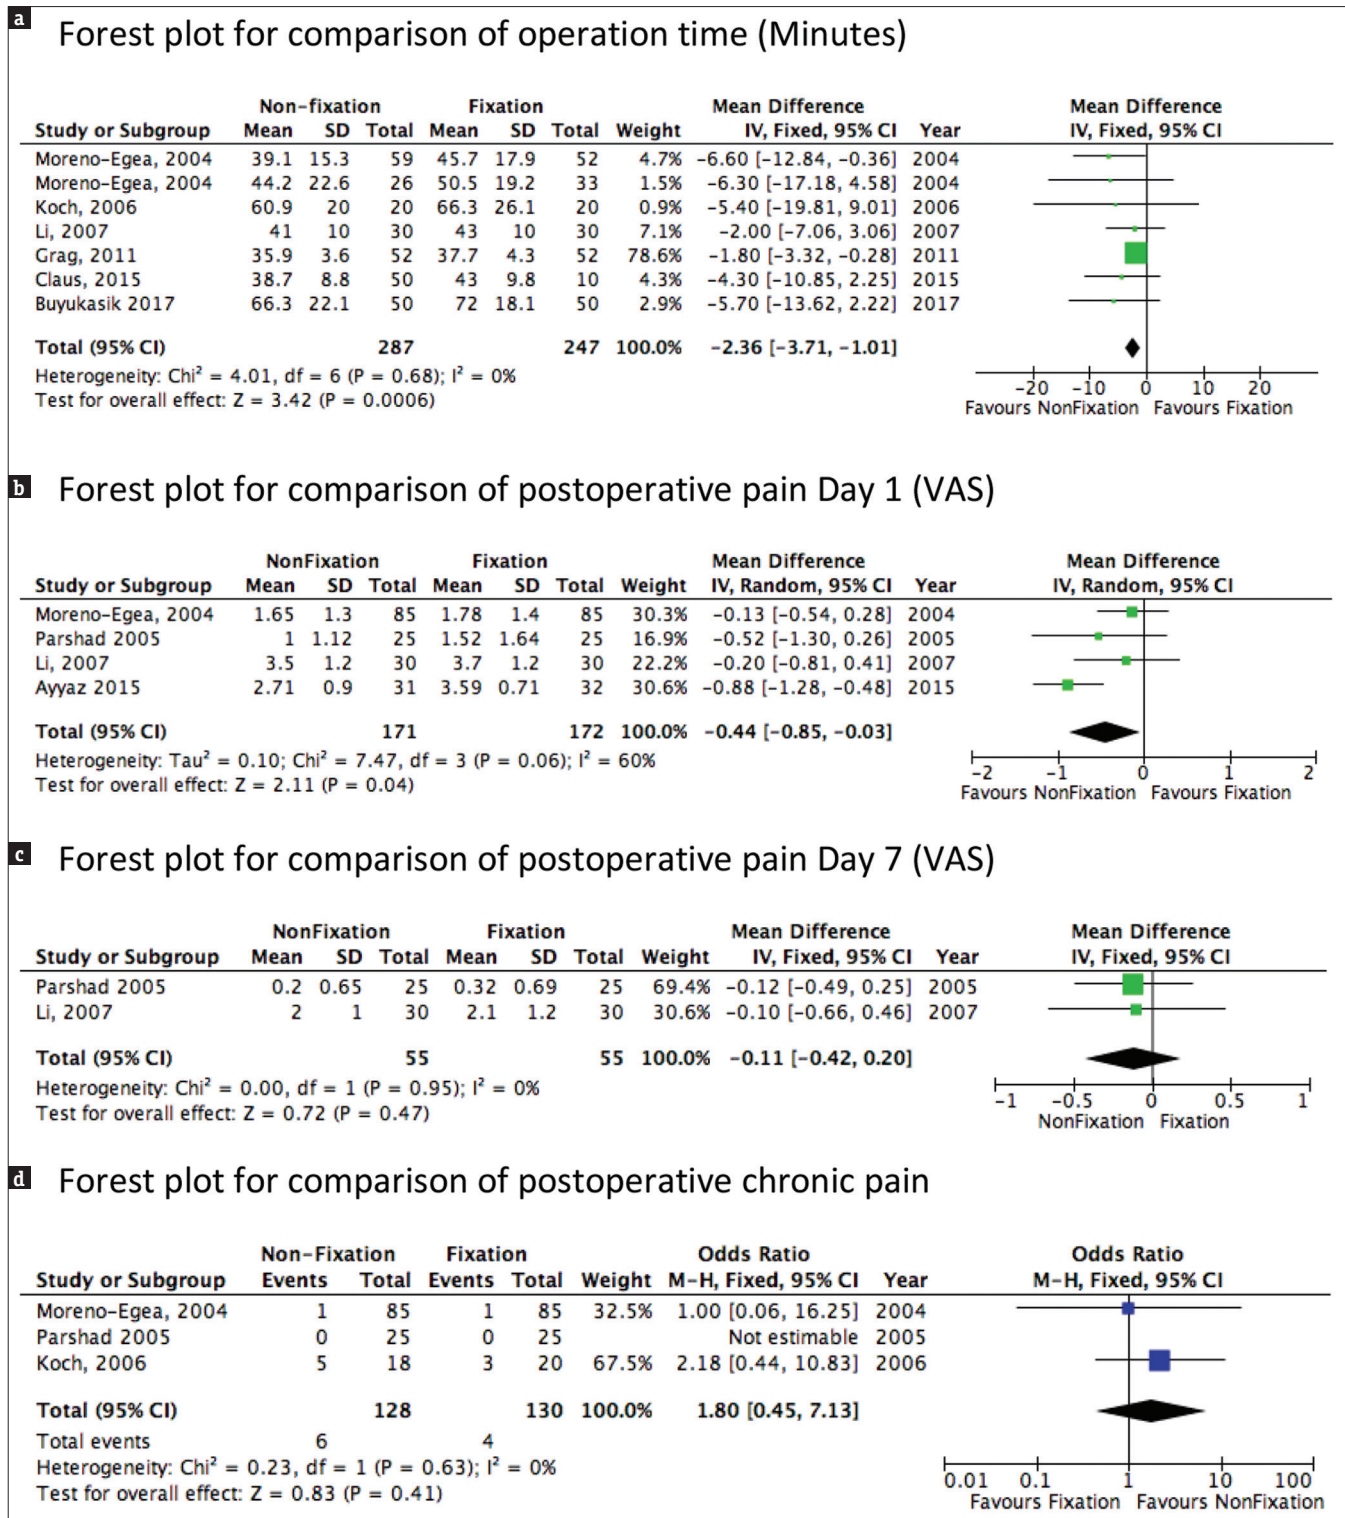 a Forest plot for comparison of operation time (Minutes)
Non-fixation Fixation Mean Difference Mean Difference
Study or Subgroup Mean SD Total Mean SD Total Weight IV, Fixed, 95% CI Year IV, Fixed, 95% CI
Moreno-Egea, 2004 39.1 15.3 59 45.7 17.9 52 4.7% -6.60 [-12.84, -0.36] 2004
Moreno-Egea, 2004 44.2 22.6 26 50.5 19.2 33 1.5% -6.30 [-17.18, 4.58] 2004
Koch, 2006 60.9 20 20 66.3 26.1 20 0.9% -5.40 [-19.81, 9.01] 2006
Li, 2007 41 10 30 43 10 30 7.1% -2.00 [-7.06, 3.06] 2007
Grag, 2011 35.9 3.6 52 37.7 4.3 52 78.6% -1.80 [-3.32, -0.28] 2011
Claus, 2015 38.7 8.8 50 43 9.8 10 4.3% -4.30 [-10.85, 2.25] 2015
Buyukasik 2017 66.3 22.1 50 72 18.1 50 2.9% -5.70 [-13.62, 2.22] 2017
Total (95% CI) 287 247 100.0% -2.36 [-3.71, -1.01]
Heterogeneity: Chi² = 4.01, df = 6 (P = 0.68); I² = 0%
Test for overall effect: Z = 3.42 (P = 0.0006)
-20 -10 0 10 20
Favours NonFixation Favours Fixation
b Forest plot for comparison of postoperative pain Day 1 (VAS)
NonFixation Fixation Mean Difference Mean Difference
Study or Subgroup Mean SD Total Mean SD Total Weight IV, Random, 95% CI Year IV, Random, 95% CI
Moreno-Egea, 2004 1.65 1.3 85 1.78 1.4 85 30.3% -0.13 [-0.54, 0.28] 2004
Parshad 2005 1 1.12 25 1.52 1.64 25 16.9% -0.52 [-1.30, 0.26] 2005
Li, 2007 3.5 1.2 30 3.7 1.2 30 22.2% -0.20 [-0.81, 0.41] 2007
Ayyaz 2015 2.71 0.9 31 3.59 0.71 32 30.6% -0.88 [-1.28, -0.48] 2015
Total (95% CI) 171 172 100.0% -0.44 [-0.85, -0.03]
Heterogeneity: Tau² = 0.10; Chi² = 7.47, df = 3 (P = 0.06); I² = 60%
Test for overall effect: Z = 2.11 (P = 0.04)
-2 -1 0 1 2
Favours NonFixation Favours Fixation
c Forest plot for comparison of postoperative pain Day 7 (VAS)
NonFixation Fixation Mean Difference Mean Difference
Study or Subgroup Mean SD Total Mean SD Total Weight IV, Fixed, 95% CI Year IV, Fixed, 95% CI
Parshad 2005 0.2 0.65 25 0.32 0.69 25 69.4% -0.12 [-0.49, 0.25] 2005
Li, 2007 2 1 30 2.1 1.2 30 30.6% -0.10 [-0.66, 0.46] 2007
Total (95% CI) 55 55 100.0% -0.11 [-0.42, 0.20]
Heterogeneity: Chi² = 0.00, df = 1 (P = 0.95); I² = 0%
Test for overall effect: Z = 0.72 (P = 0.47)
-1 -0.5 0 0.5 1
NonFixation Fixation
d Forest plot for comparison of postoperative chronic pain
Non-Fixation Fixation Odds Ratio Odds Ratio
Study or Subgroup Events Total Events Total Weight M-H, Fixed, 95% CI Year M-H, Fixed, 95% CI
Moreno-Egea, 2004 1 85 1 85 32.5% 1.00 [0.06, 16.25] 2004
Parshad 2005 0 25 0 25 Not estimable 2005
Koch, 2006 5 18 3 20 67.5% 2.18 [0.44, 10.83] 2006
Total (95% CI) 128 130 100.0% 1.80 [0.45, 7.13]
Total events 6 4
Heterogeneity: Chi² = 0.23, df = 1 (P = 0.63); I² = 0%
Test for overall effect: Z = 0.83 (P = 0.41)
0.01 0.1 1 10 100
Favours Fixation Favours NonFixation